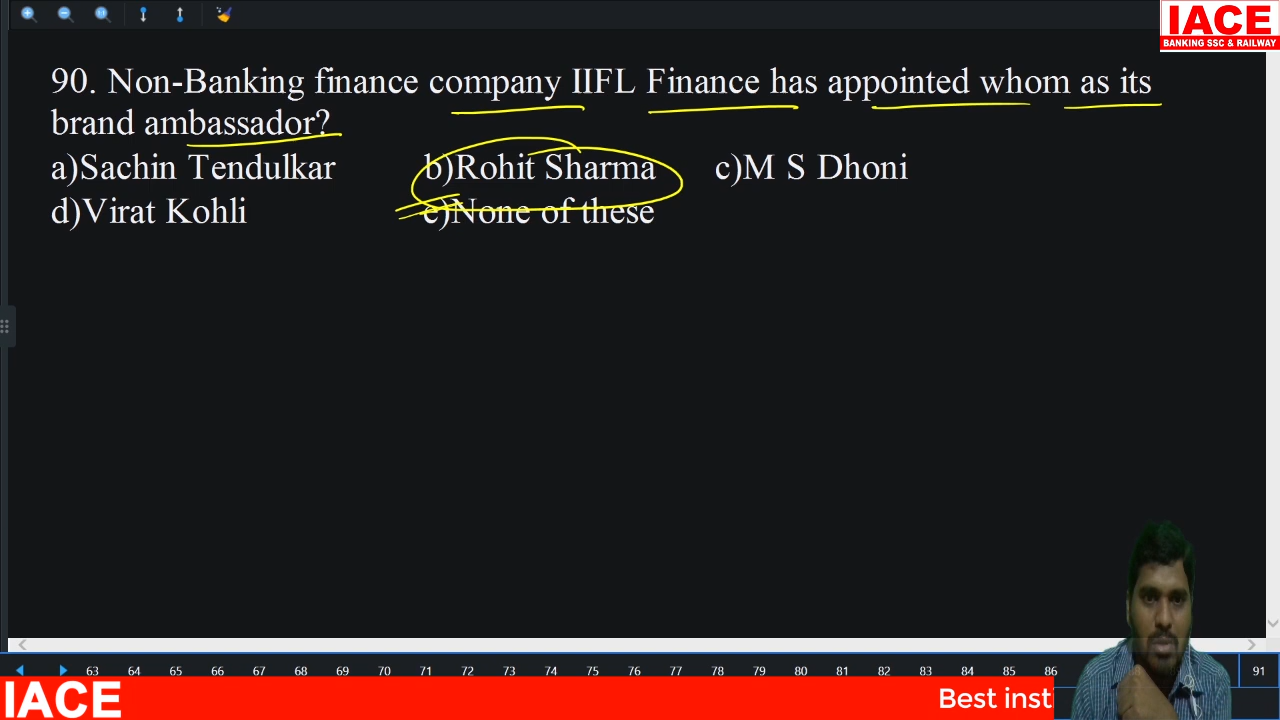 IACE
BANKING SSC & RAILWAY
90. Non-Banking finance company IIFL Finance has appointed whom as its
brand ambassador?
a)Sachin Tendulkar b)Rohit Sharma c)M S Dhoni
d)Virat Kohli e)None of these
63 64 65 66 67 68 69 70 71 72 73 74 75 76 77 78 79 80 81 82 83 84 85 86 91
IACE Best inst